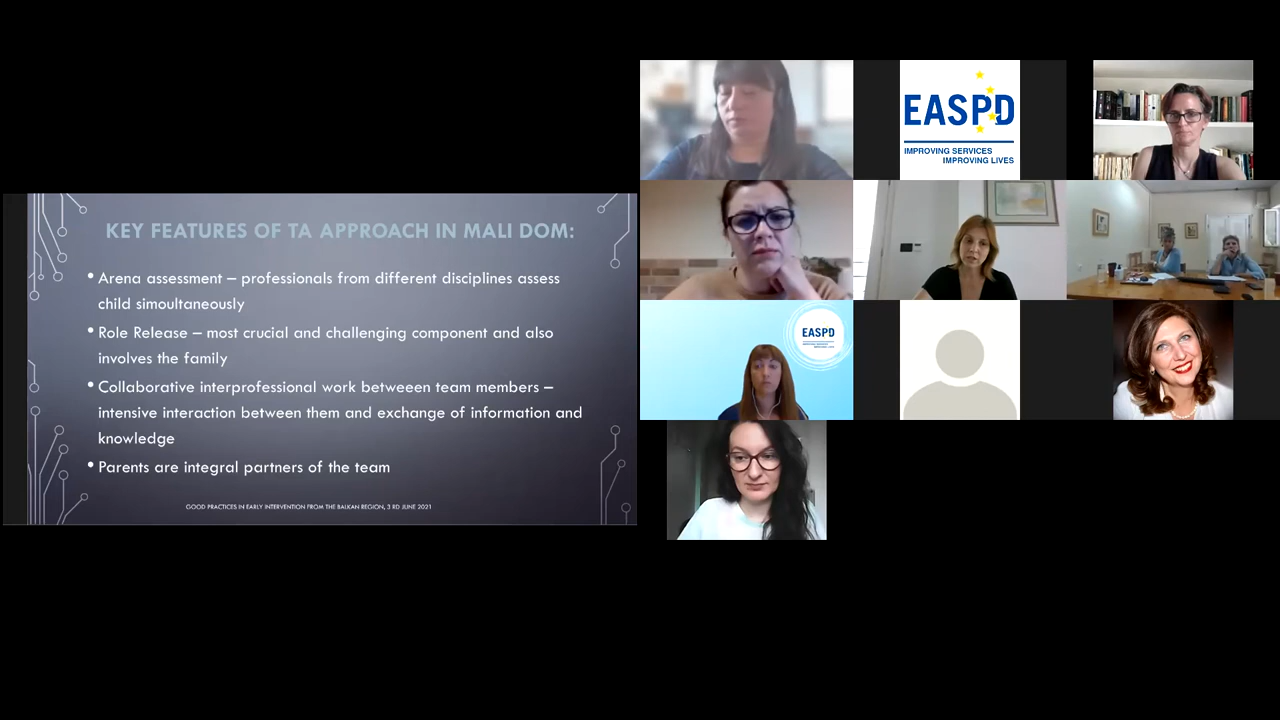 KEY FEATURES OF TA APPROACH IN MALI DOM:
• Arena assessment – professionals from different disciplines assess
child simoultaneously
• Role Release – most crucial and challenging component and also
involves the family
• Collaborative interprofessional work betweeen team members –
intensive interaction between them and exchange of information and
knowledge
• Parents are integral partners of the team
GOOD PRACTICES IN EARLY INTERVENTION FROM THE BALKAN REGION, 3 RD JUNE 2021
EASPD
IMPROVING SERVICES
IMPROVING LIVES
EASPD